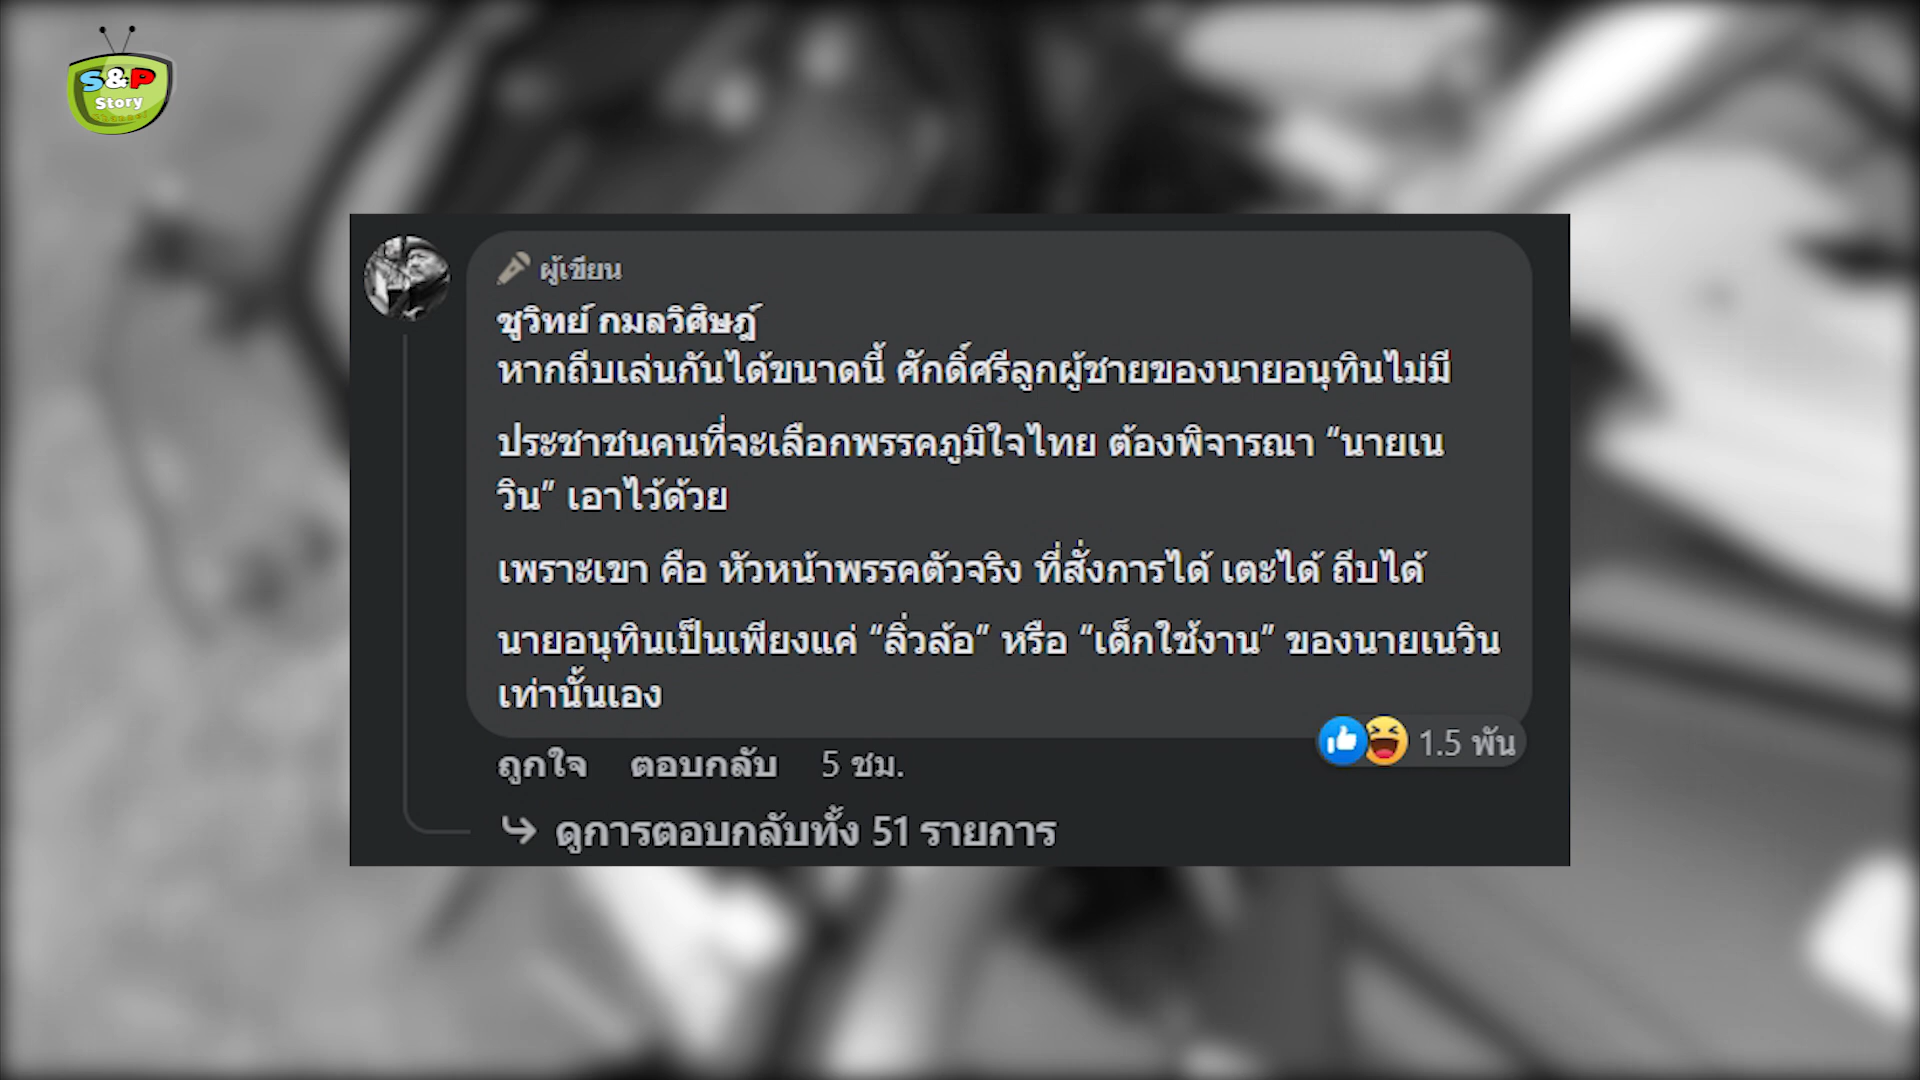 S&P
Story
ผู้เขียน
ชูวิทย์ กมลวิศิษฎ์
หากถีบเล่นกันได้ขนาดนี้ ศักดิ์ศรีลูกผู้ชายของนายอนุทินไม่มี
ประชาชนคนที่จะเลือกพรรคภูมิใจไทย ต้องพิจารณา “นายเน
วิน” เอาไว้ด้วย
เพราะเขา คือ หัวหน้าพรรคตัวจริง ที่สั่งการได้ เตะได้ ถีบได้
นายอนุทินเป็นเพียงแค่ “ลิ่วล้อ” หรือ “เด็กใช้งาน” ของนายเนวิน
เท่านั้นเอง
1.5 พัน
ถูกใจ ตอบกลับ 5 ชม.
ดูการตอบกลับทั้ง 51 รายการ